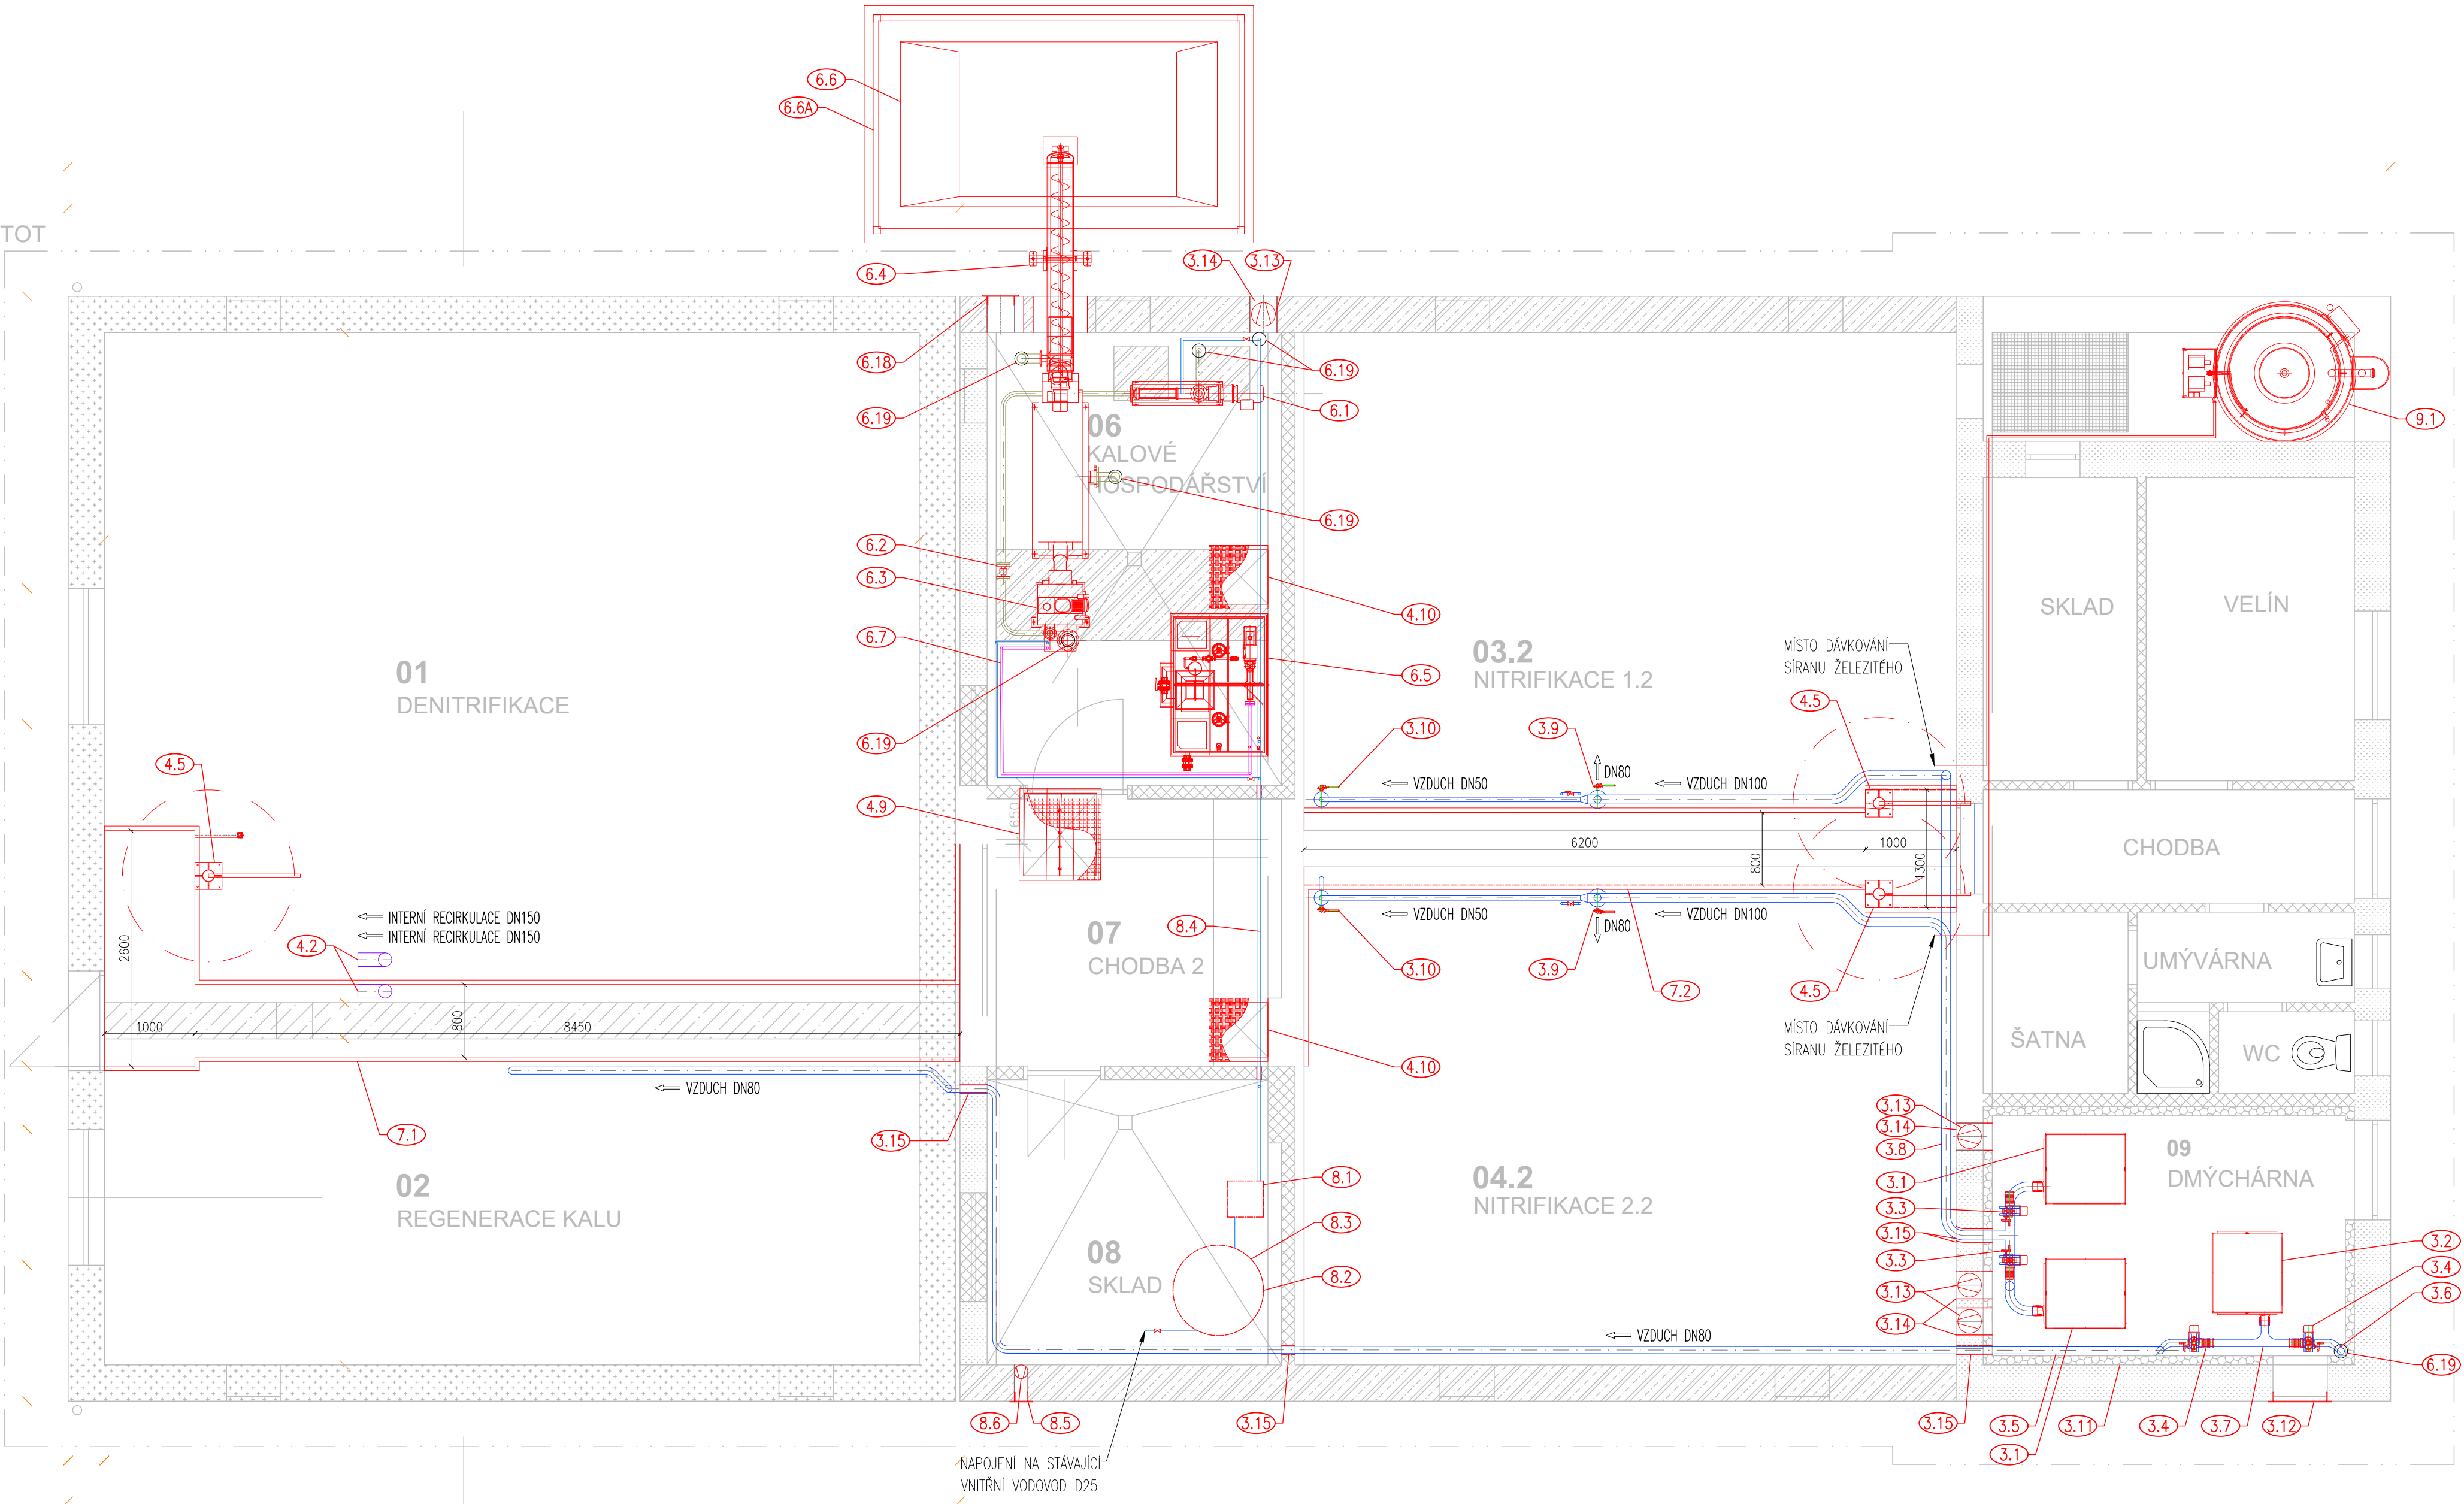 6.6
6.6A
TOT
6.4
3.14
3.13
6.18
6.19
6.19
6.1
9.1
06
KALOVÉ
HOSPODÁŘSTVÍ
6.19
6.2
6.3
4.10
SKLAD
VELÍN
6.7
6.5
01
DENITRIFIKACE
03.2
NITRIFIKACE 1.2
MÍSTO DÁVKOVÁNÍ
SÍRANU ŽELEZITÉHO
4.5
6.19
3.10
3.9
4.5
VZDUCH DN50
DN80
VZDUCH DN100
4.9
650
6200
1000
800
1300
CHODBA
INTERNÍ RECIRKULACE DN150
INTERNÍ RECIRKULACE DN150
4.2
2600
07
CHODBA 2
8.4
VZDUCH DN50
DN80
VZDUCH DN100
3.10
3.9
7.2
4.5
UMÝVÁRNA
1000
800
8450
MÍSTO DÁVKOVÁNÍ
SÍRANU ŽELEZITÉHO
ŠATNA
WC
4.10
VZDUCH DN80
7.1
3.15
3.13
3.14
3.8
3.1
3.3
3.15
3.3
3.13
3.14
09
DMÝCHÁRNA
02
REGENERACE KALU
04.2
NITRIFIKACE 2.2
8.1
8.3
8.2
08
SKLAD
3.2
3.4
3.6
VZDUCH DN80
6.19
8.6
8.5
3.15
3.15
3.5
3.11
3.4
3.7
3.12
3.1
NAPOJENÍ NA STÁVAJÍCÍ
VNITŘNÍ VODOVOD D25